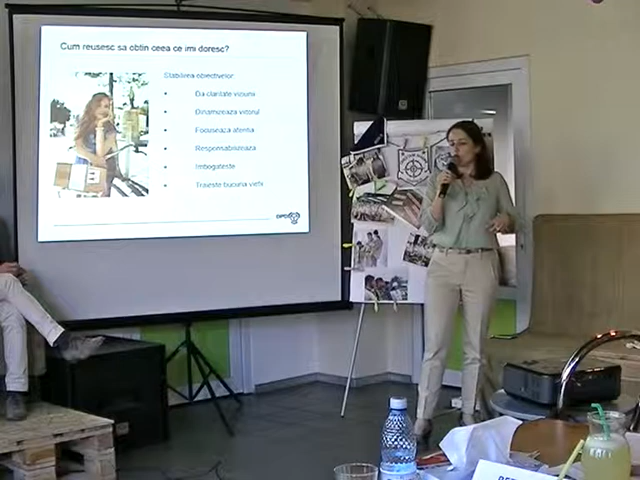 Cum reusesc sa obtin ceea ce imi doresc?
Stabilirea obiectivelor
• Da claritate viziunii
• Dinamizeaza viitorul
• Focuseaza atentia
• Responsabilizeaza
• Imbogateste
• Traieste bucuria vietii